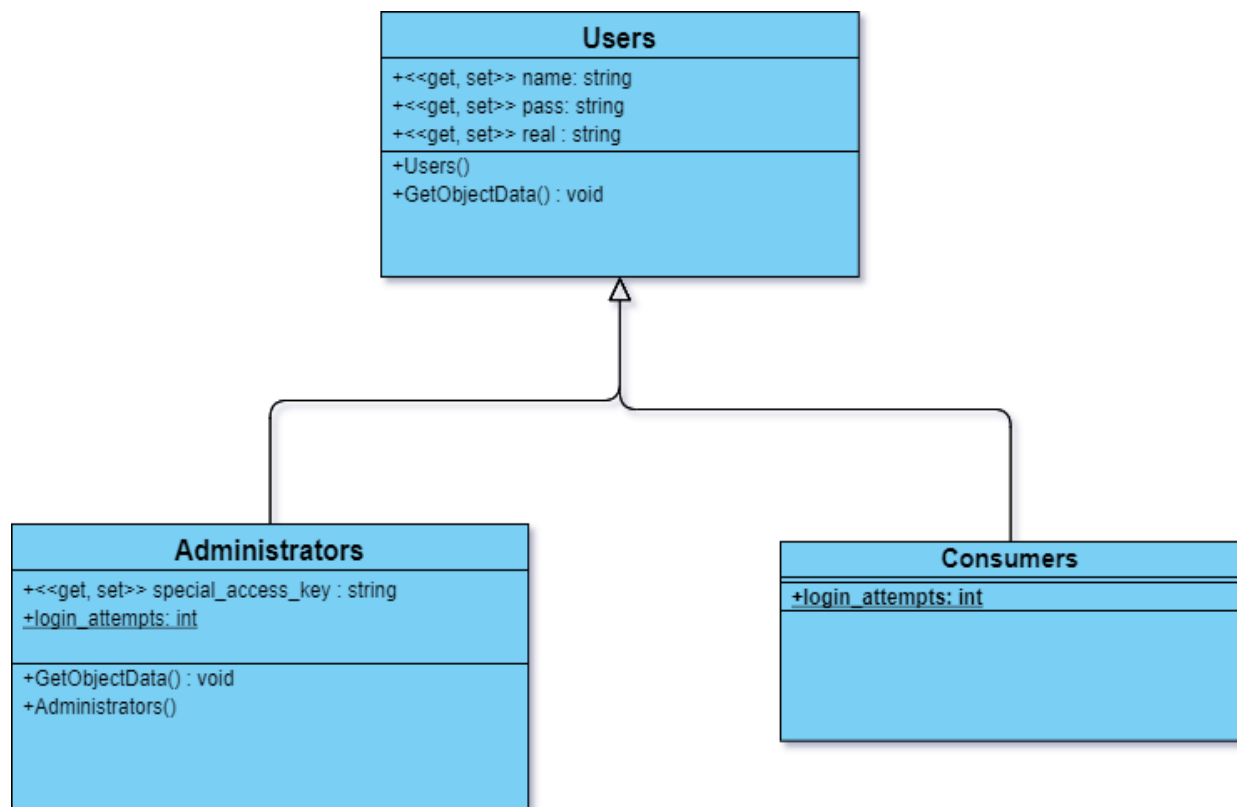 Users
+<<get, set>> name: string
+<<get, set>> pass: string
+<<get, set>> real : string
+Users()
+GetObjectData() : void
Administrators
+<<get, set>> special_access_key : string
+login_attempts: int
+GetObjectData() : void
+Administrators()
Consumers
+login_attempts: int